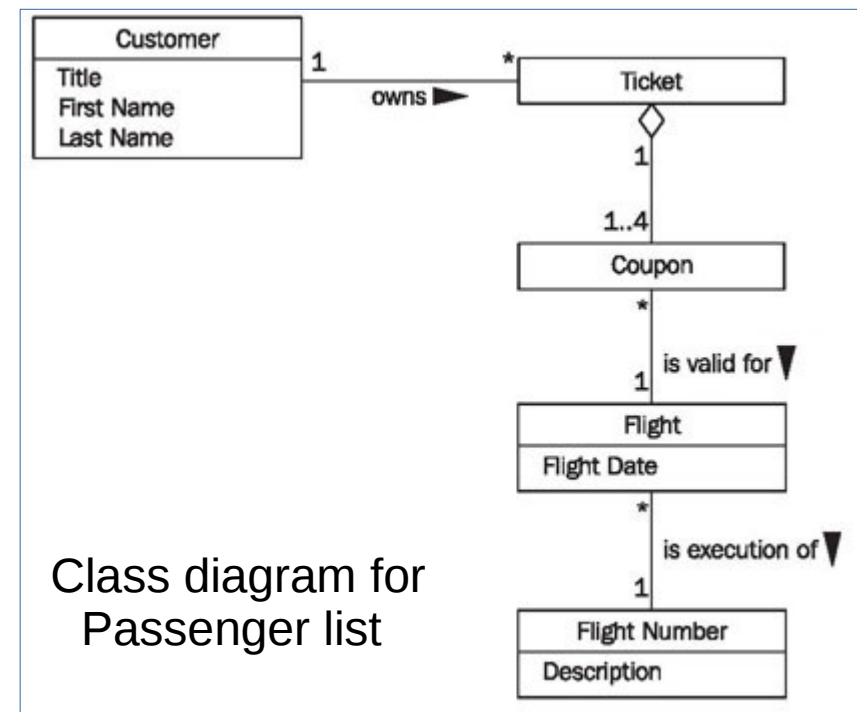 Customer
Title
First Name
Last Name
1
*
owns ►
Ticket
1
1..4
Coupon
*
is valid for ▼
1
Flight
Flight Date
*
is execution of ▼
1
Flight Number
Description
Class diagram for
Passenger list